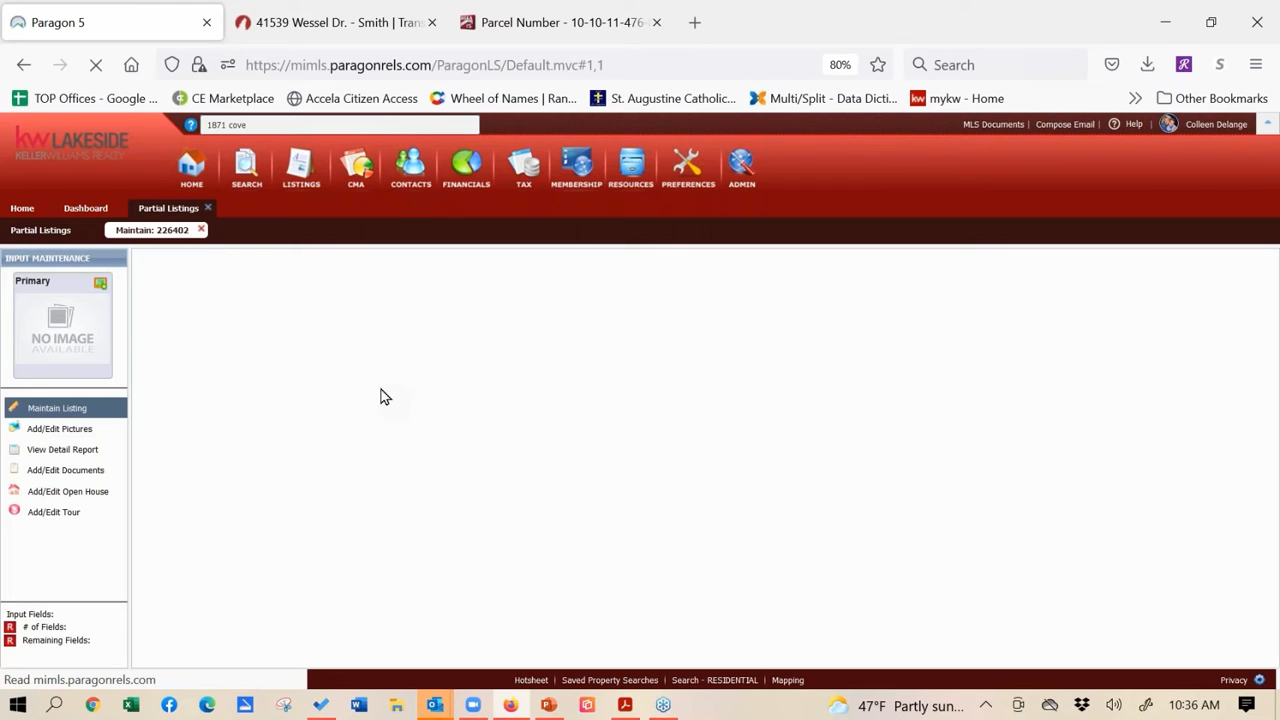 Paragon 5
41539 Wessel Dr. - Smith | Trans
Parcel Number - 10-10-11-476-
https://mimls.paragonrels.com/ParagonLS/Default.mvc#1,1
80%
Search
TOP Offices - Google ...
CE Marketplace
Accela Citizen Access
Wheel of Names | Ran...
St. Augustine Catholic...
Multi/Split - Data Dicti...
mykw - Home
Other Bookmarks
kw LAKESIDE
KELLERWILLIAMS REALTY
1871 cove
MLS Documents
Compose Email
Help
Colleen Delange
HOME
SEARCH
LISTINGS
CMA
CONTACTS
FINANCIALS
TAX
MEMBERSHIP
RESOURCES
PREFERENCES
ADMIN
Home
Dashboard
Partial Listings
Partial Listings
Maintain: 226402
INPUT MAINTENANCE
Primary
NO IMAGE
AVAILABLE
Maintain Listing
Add/Edit Pictures
View Detail Report
Add/Edit Documents
Add/Edit Open House
Add/Edit Tour
Input Fields:
R # of Fields:
R Remaining Fields:
Read mimls.paragonrels.com
Hotsheet
Saved Property Searches
Search - RESIDENTIAL
Mapping
Privacy
47°F Partly sun...
10:36 AM